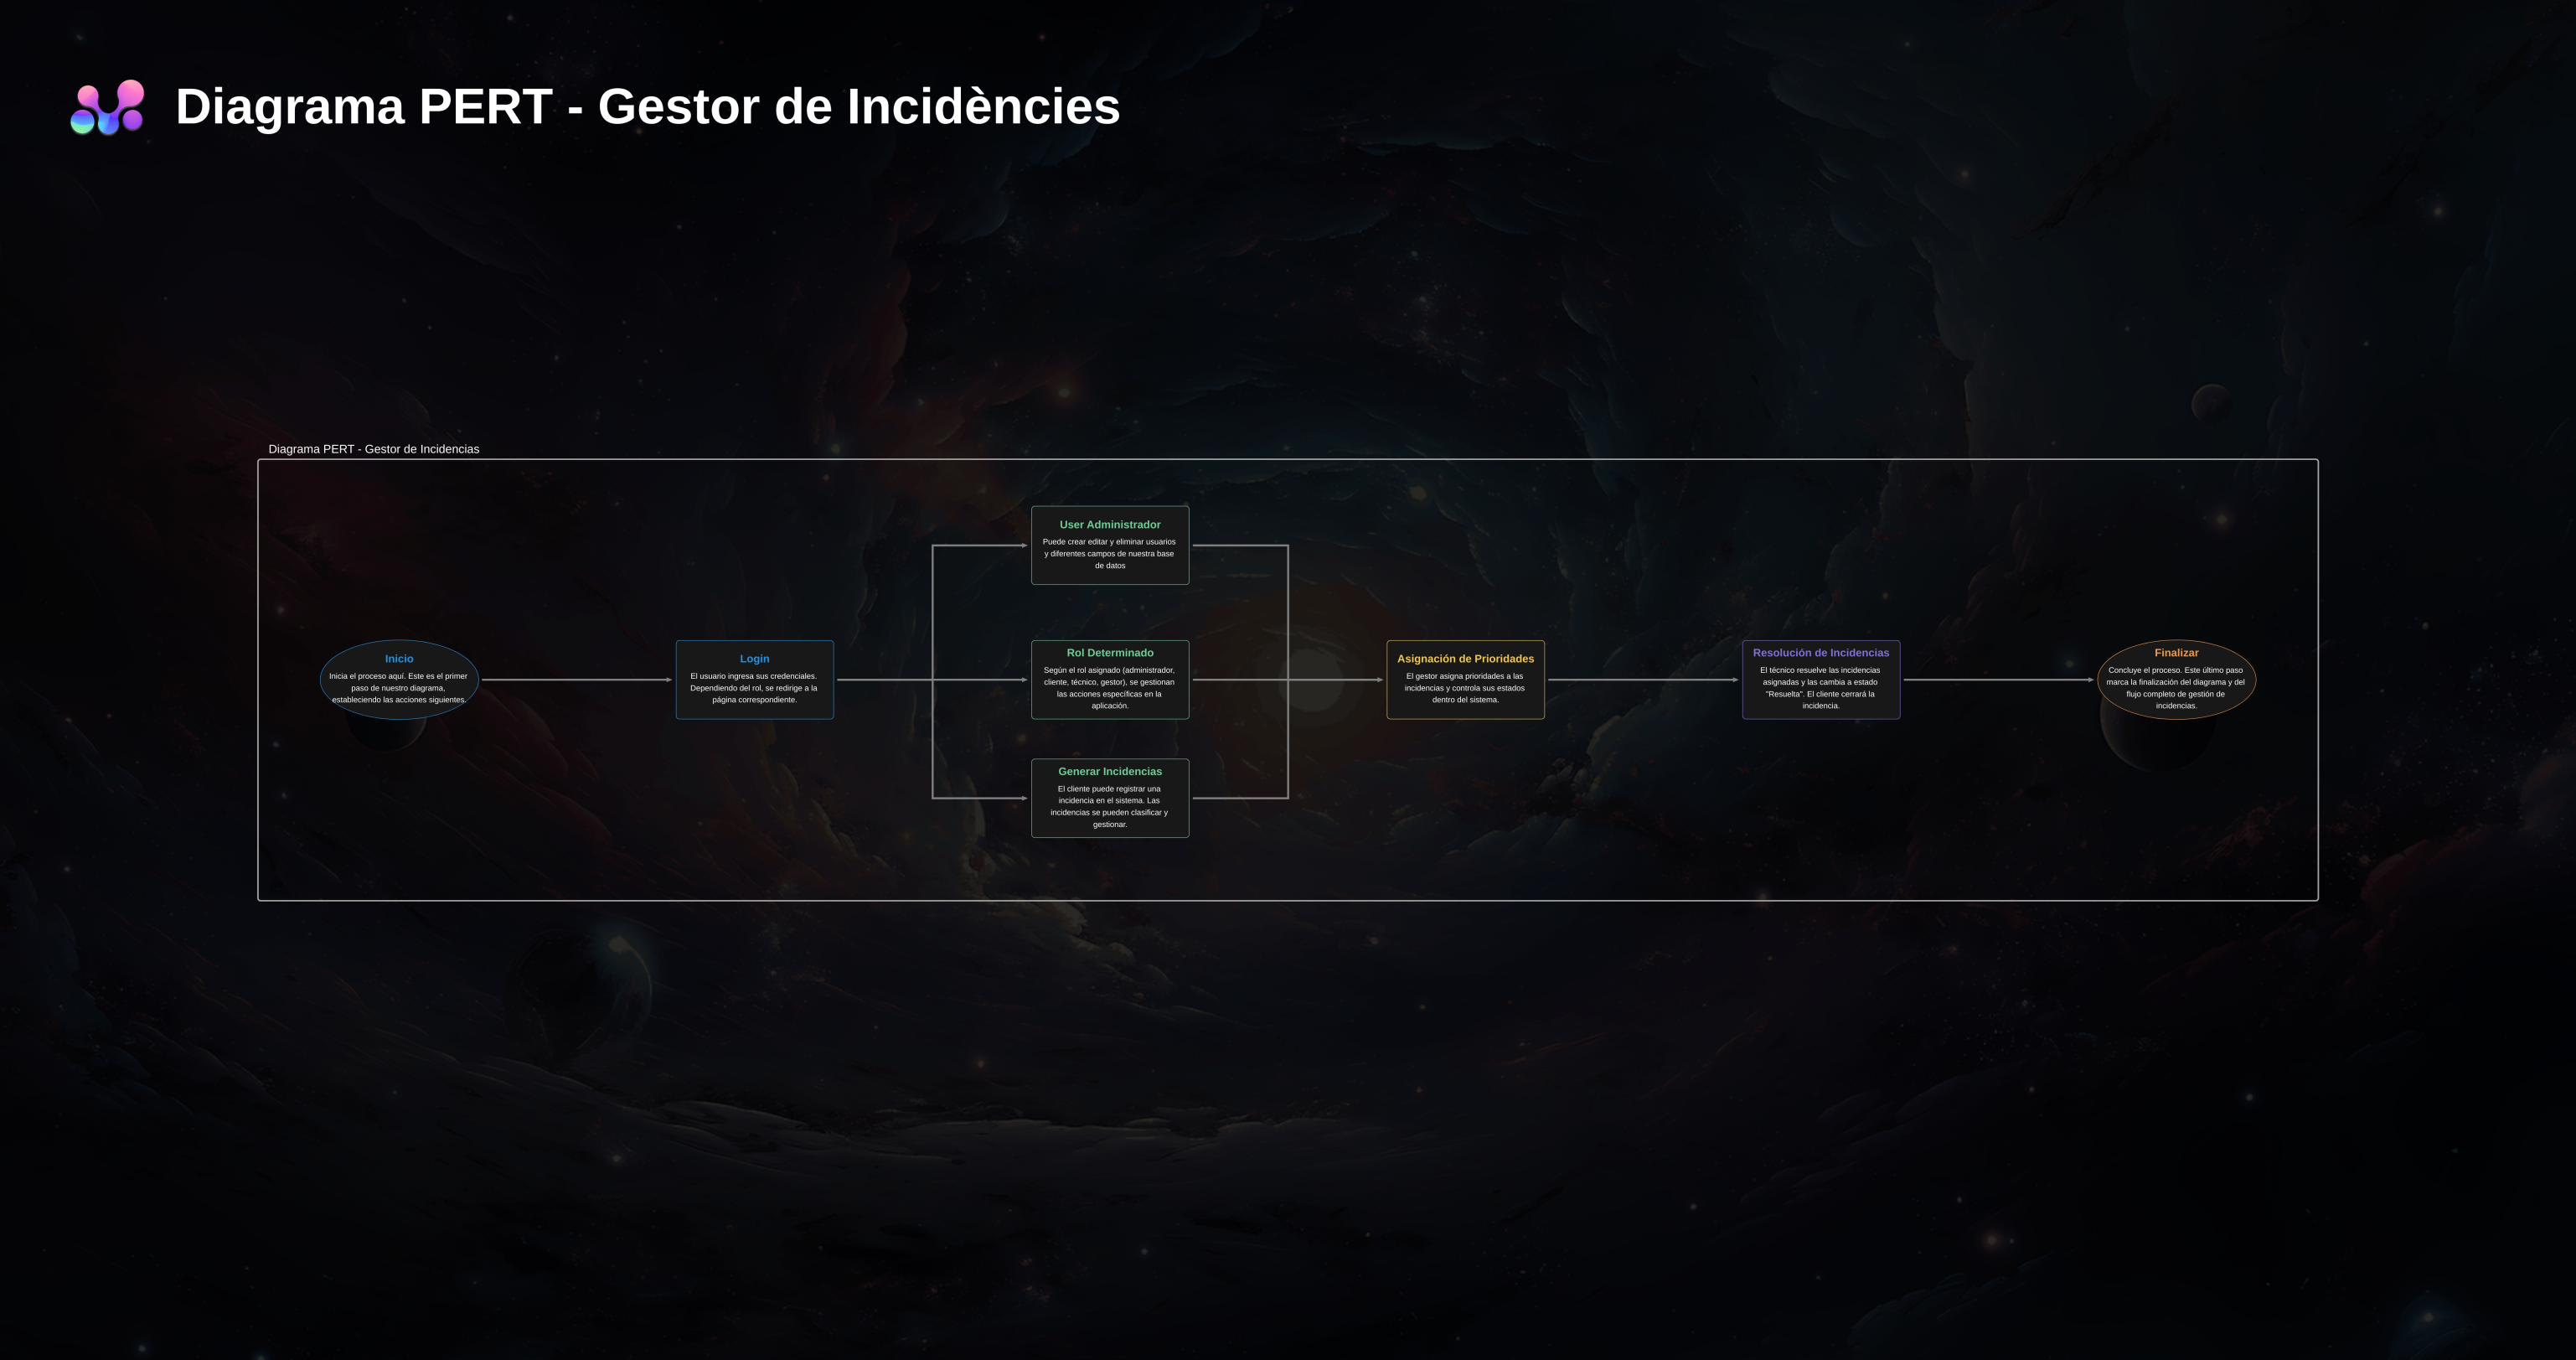 Diagrama PERT - Gestor de Incidències
Diagrama PERT - Gestor de Incidencias
Inicio
Inicia el proceso aquí. Este es el primer
paso de nuestro diagrama,
estableciendo las acciones siguientes.
Login
El usuario ingresa sus credenciales.
Dependiendo del rol, se redirige a la
página correspondiente.
User Administrador
Puede crear editar y eliminar usuarios
y diferentes campos de nuestra base
de datos
Rol Determinado
Según el rol asignado (administrador,
cliente, técnico, gestor), se gestionan
las acciones específicas en la
aplicación.
Generar Incidencias
El cliente puede registrar una
incidencia en el sistema. Las
incidencias se pueden clasificar y
gestionar.
Asignación de Prioridades
El gestor asigna prioridades a las
incidencias y controla sus estados
dentro del sistema.
Resolución de Incidencias
El técnico resuelve las incidencias
asignadas y las cambia a estado
"Resuelta". El cliente cerrará la
incidencia.
Finalizar
Concluye el proceso. Este último paso
marca la finalización del diagrama y del
flujo completo de gestión de
incidencias.